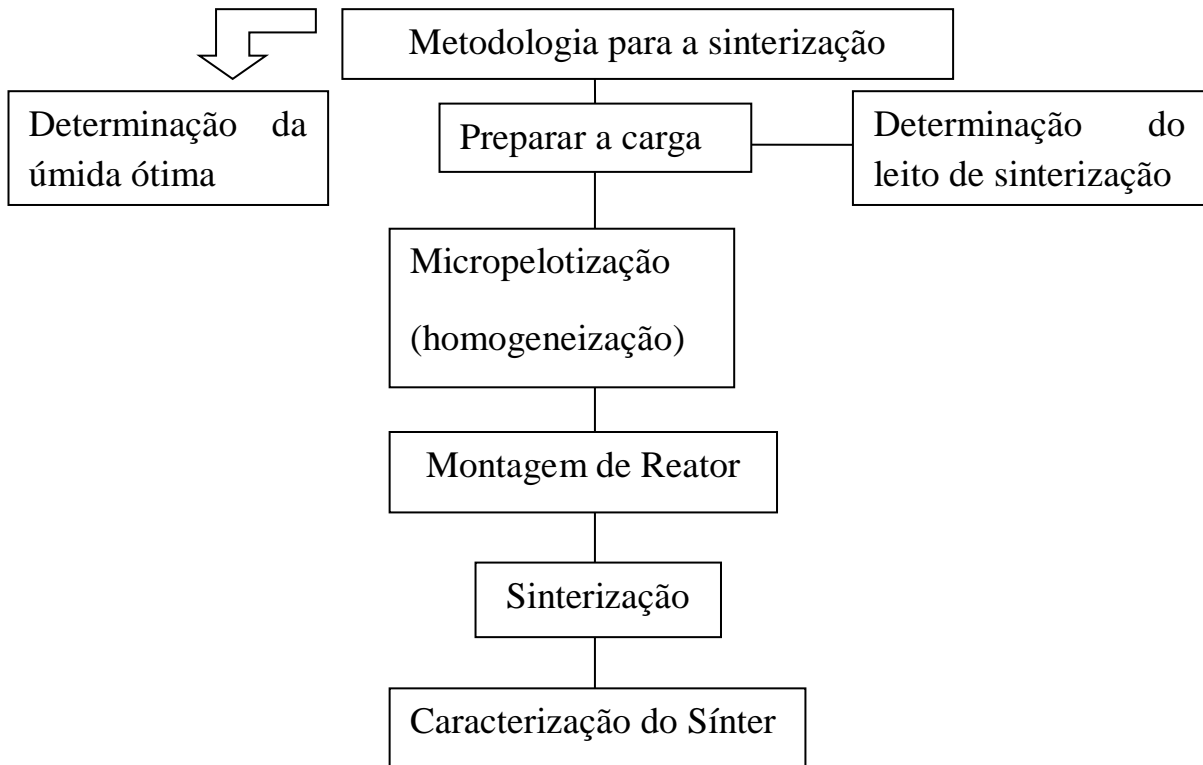 Metodologia para a sinterização
Determinação da
úmida ótima
Preparar a carga
Determinação do
leito de sinterização
Micropelotização
(homogeneização)
Montagem de Reator
Sinterização
Caracterização do Sínter